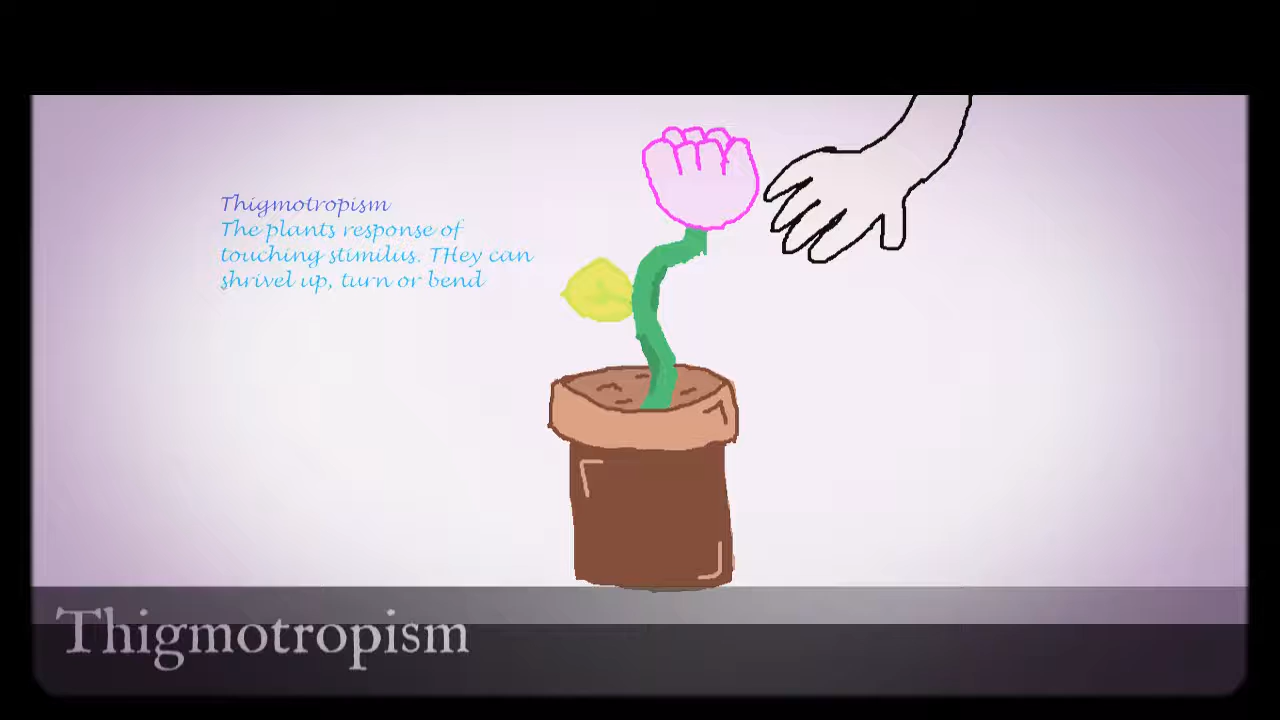 Thigmotropism
The plants response of
touching stimilus. THey can
shrivel up, turn or bend
Thigmotropism